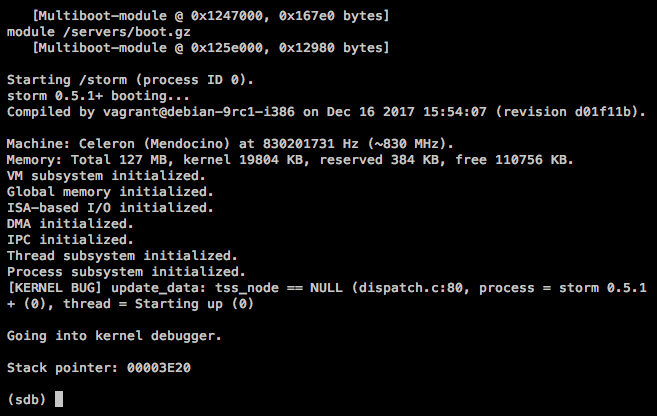 [Multiboot-module @ 0x1247000, 0x167e0 bytes]
module /servers/boot.gz
[Multiboot-module @ 0x125e000, 0x12980 bytes]
Starting /storm (process ID 0).
storm 0.5.1+ booting...
Compiled by vagrant@debian-9rc1-i386 on Dec 16 2017 15:54:07 (revision d01f11b).
Machine: Celeron (Mendocino) at 830201731 Hz (~830 MHz).
Memory: Total 127 MB, kernel 19804 KB, reserved 384 KB, free 110756 KB.
VM subsystem initialized.
Global memory initialized.
ISA-based I/O initialized.
DMA initialized.
IPC initialized.
Thread subsystem initialized.
Process subsystem initialized.
[KERNEL BUG] update_data: tss_node == NULL (dispatch.c:80, process = storm 0.5.1
+ (0), thread = Starting up (0)
Going into kernel debugger.
Stack pointer: 00003E20
(sdb)